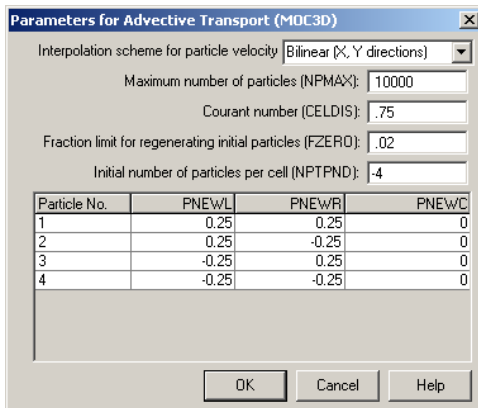 Parameters for Advective Transport (MOC3D)
Interpolation scheme for particle velocity Bilinear (X, Y directions)
Maximum number of particles (NPMAX): 10000
Courant number (CELDIS): .75
Fraction limit for regenerating initial particles (FZERO): .02
Initial number of particles per cell (NPTPND): -4
Particle No. PNEWL PNEWR PNEWC
1 0.25 0.25 0
2 0.25 -0.25 0
3 -0.25 0.25 0
4 -0.25 -0.25 0
OK Cancel Help